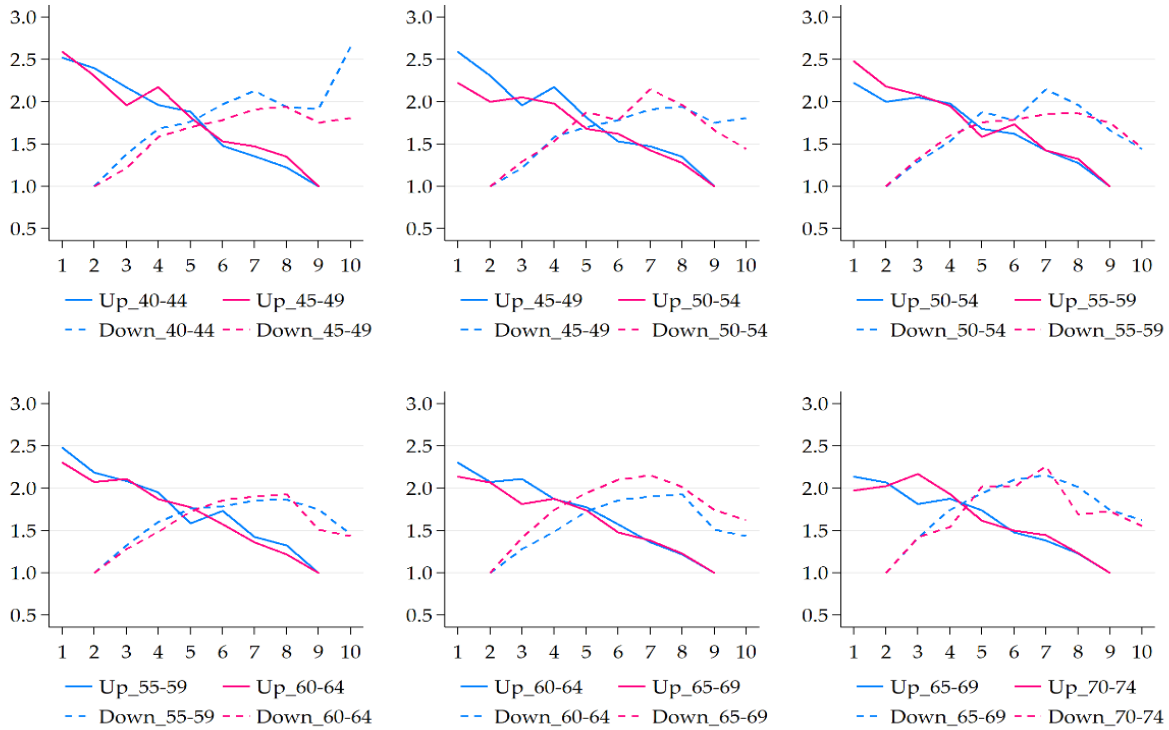 3.0 3.0 3.0
2.5 2.5 2.5
2.0 2.0 2.0
1.5 1.5 1.5
1.0 1.0 1.0
0.5 0.5 0.5
1 2 3 4 5 6 7 8 9 10 1 2 3 4 5 6 7 8 9 10 1 2 3 4 5 6 7 8 9 10
Up_40-44 Up_45-49 Up_45-49 Up_50-54 Up_50-54 Up_55-59
Down_40-44 Down_45-49 Down_45-49 Down_50-54 Down_50-54 Down_55-59
3.0 3.0 3.0
2.5 2.5 2.5
2.0 2.0 2.0
1.5 1.5 1.5
1.0 1.0 1.0
0.5 0.5 0.5
1 2 3 4 5 6 7 8 9 10 1 2 3 4 5 6 7 8 9 10 1 2 3 4 5 6 7 8 9 10
Up_55-59 Up_60-64 Up_60-64 Up_65-69 Up_65-69 Up_70-74
Down_55-59 Down_60-64 Down_60-64 Down_65-69 Down_65-69 Down_70-74